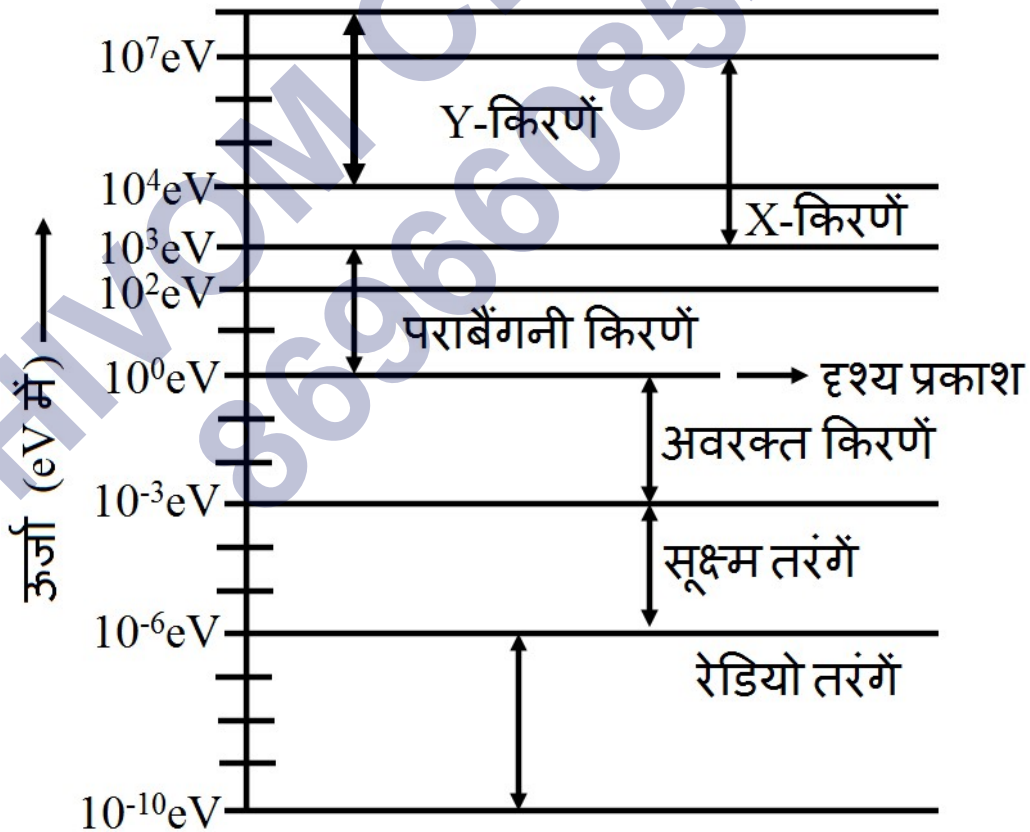 10⁷eV
Y-किरणें
10⁴eV
X-किरणें
10³eV
10²eV
पराबैंगनी किरणें
10⁰eV
दृश्य प्रकाश
अवरक्त किरणें
10⁻³eV
सूक्ष्म तरंगें
10⁻⁶eV
रेडियो तरंगें
10⁻¹⁰eV
ऊर्जा (eV में)